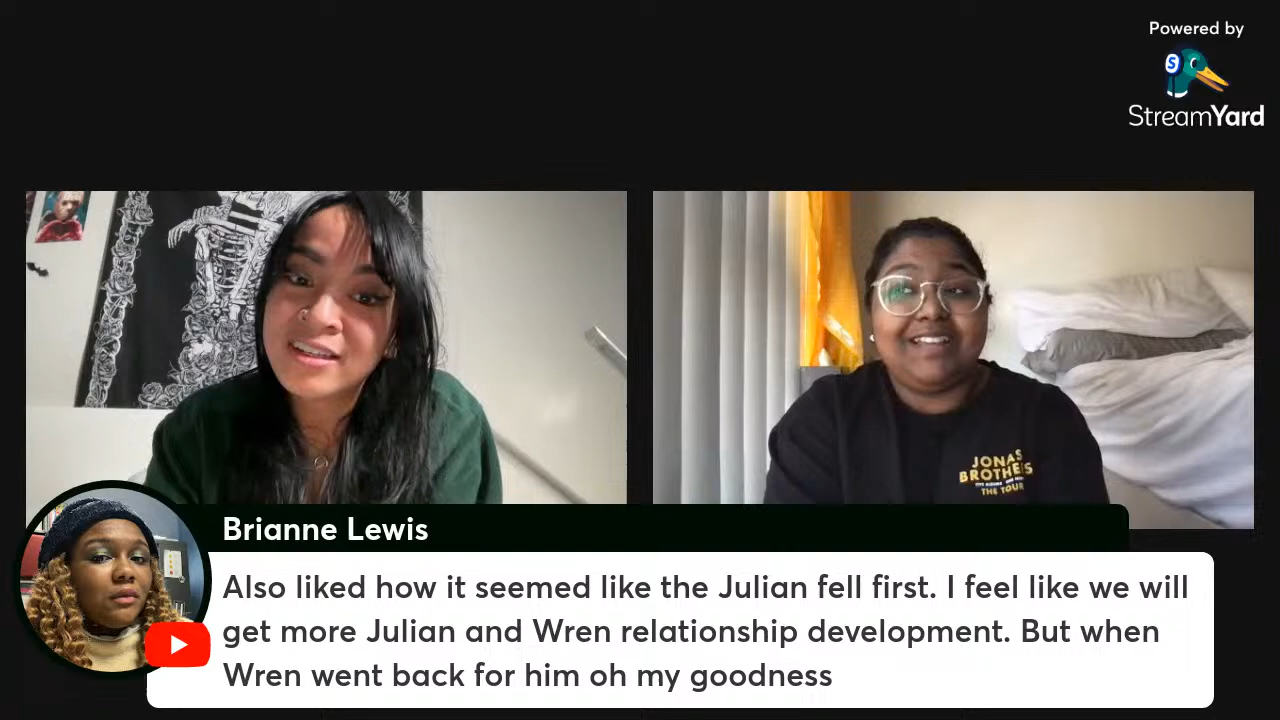 Powered by
S
StreamYard
JONAS
BROTHERS
THE TOUR
Brianne Lewis
Also liked how it seemed like the Julian fell first. I feel like we will
get more Julian and Wren relationship development. But when
Wren went back for him oh my goodness